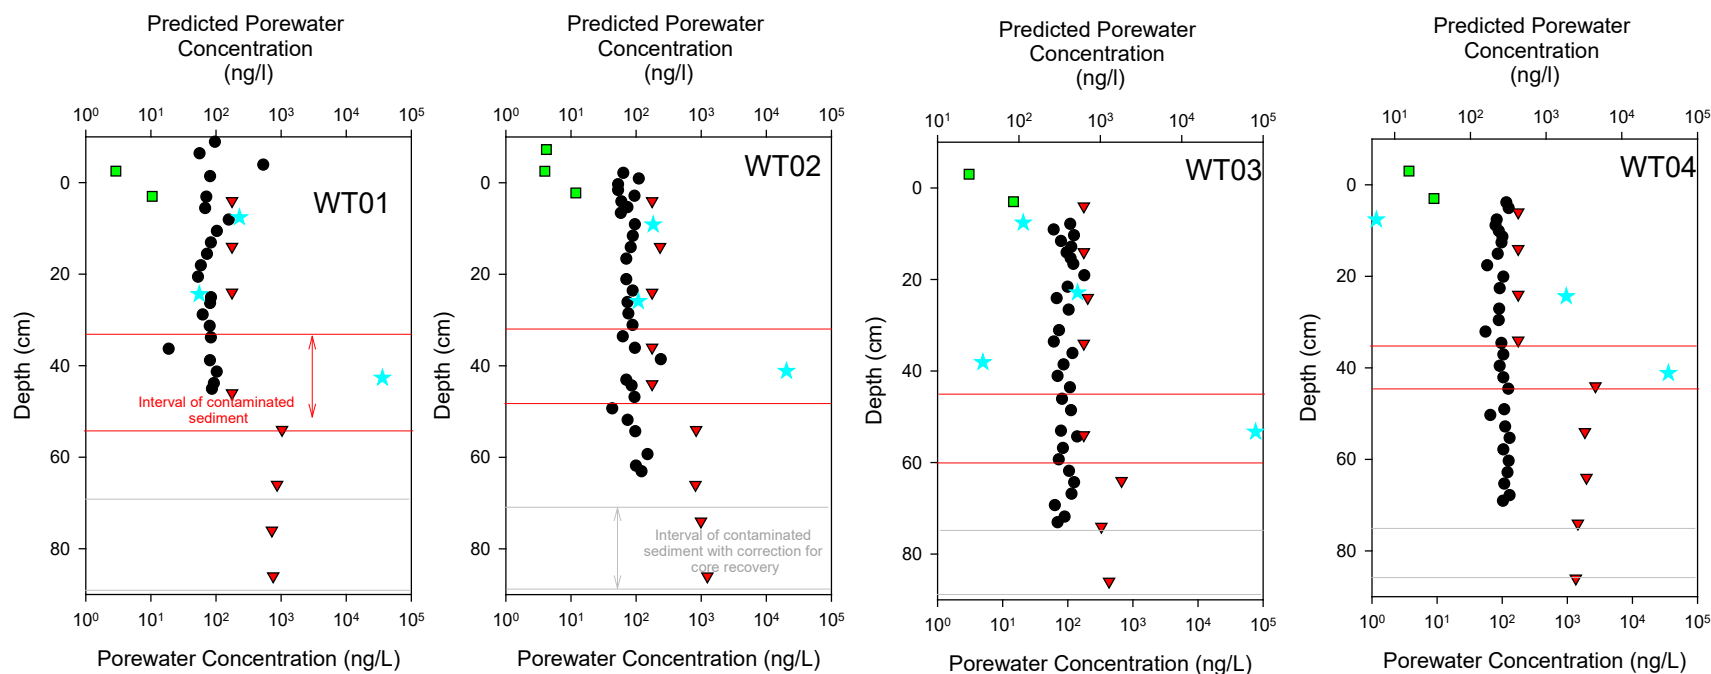 Predicted Porewater
Concentration
(ng/l)
10⁰ 10¹ 10² 10³ 10⁴ 10⁵
WT01
0
20
40
60
80
Depth (cm)
Interval of contaminated
sediment
10⁰ 10¹ 10² 10³ 10⁴ 10⁵
Porewater Concentration (ng/L)
Predicted Porewater
Concentration
(ng/l)
10⁰ 10¹ 10² 10³ 10⁴ 10⁵
WT02
0
20
40
60
80
Depth (cm)
Interval of contaminated
sediment with correction for
core recovery
10⁰ 10¹ 10² 10³ 10⁴ 10⁵
Porewater Concentration (ng/L)
Predicted Porewater
Concentration
(ng/l)
10¹ 10² 10³ 10⁴ 10⁵
WT03
0
20
40
60
80
Depth (cm)
10⁰ 10¹ 10² 10³ 10⁴ 10⁵
Porewater Concentration (ng/L)
Predicted Porewater
Concentration
(ng/l)
10¹ 10² 10³ 10⁴ 10⁵
WT04
0
20
40
60
80
Depth (cm)
10⁰ 10¹ 10² 10³ 10⁴ 10⁵
Porewater Concentration (ng/L)